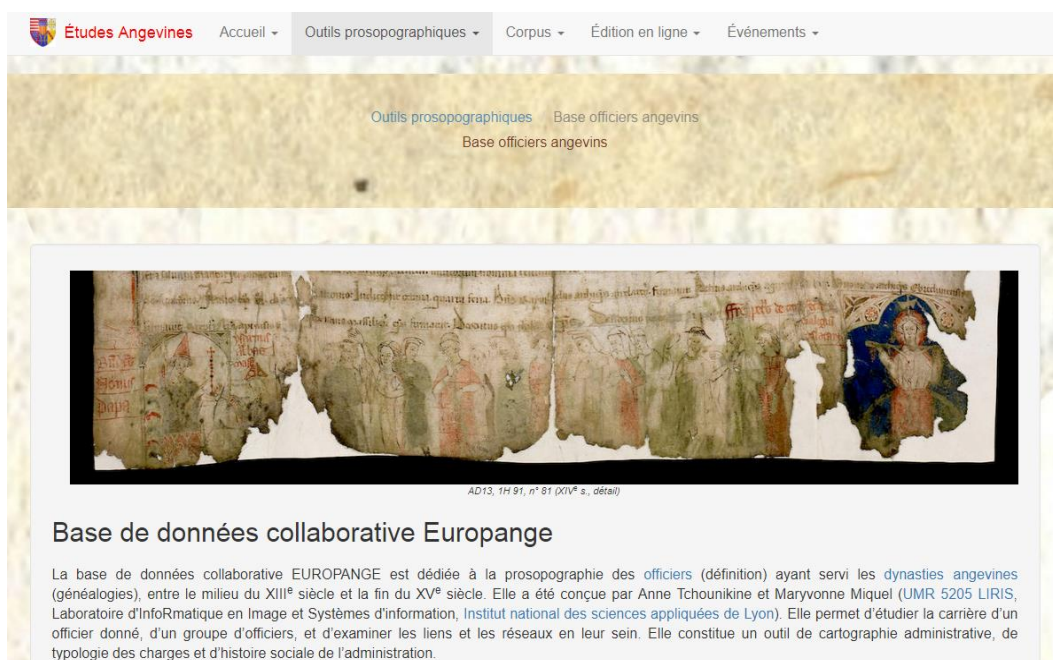 Études Angevines Accueil Outils prosopographiques Corpus Édition en ligne Événements
Outils prosopographiques Base officiers angevins
Base officiers angevins
AD13, 1H 91, n° 81 (XIVe s., détail)
Base de données collaborative Europange
La base de données collaborative EUROPANGE est dédiée à la prosopographie des officiers (définition) ayant servi les dynasties angevines
(généalogies), entre le milieu du XIIIe siècle et la fin du XVe siècle. Elle a été conçue par Anne Tchounikine et Maryvonne Miquel (UMR 5205 LIRIS,
Laboratoire d'InfoRmatique en Image et Systèmes d'information, Institut national des sciences appliquées de Lyon). Elle permet d'étudier la carrière d'un
officier donné, d'un groupe d'officiers, et d'examiner les liens et les réseaux en leur sein. Elle constitue un outil de cartographie administrative, de
typologie des charges et d'histoire sociale de l'administration.